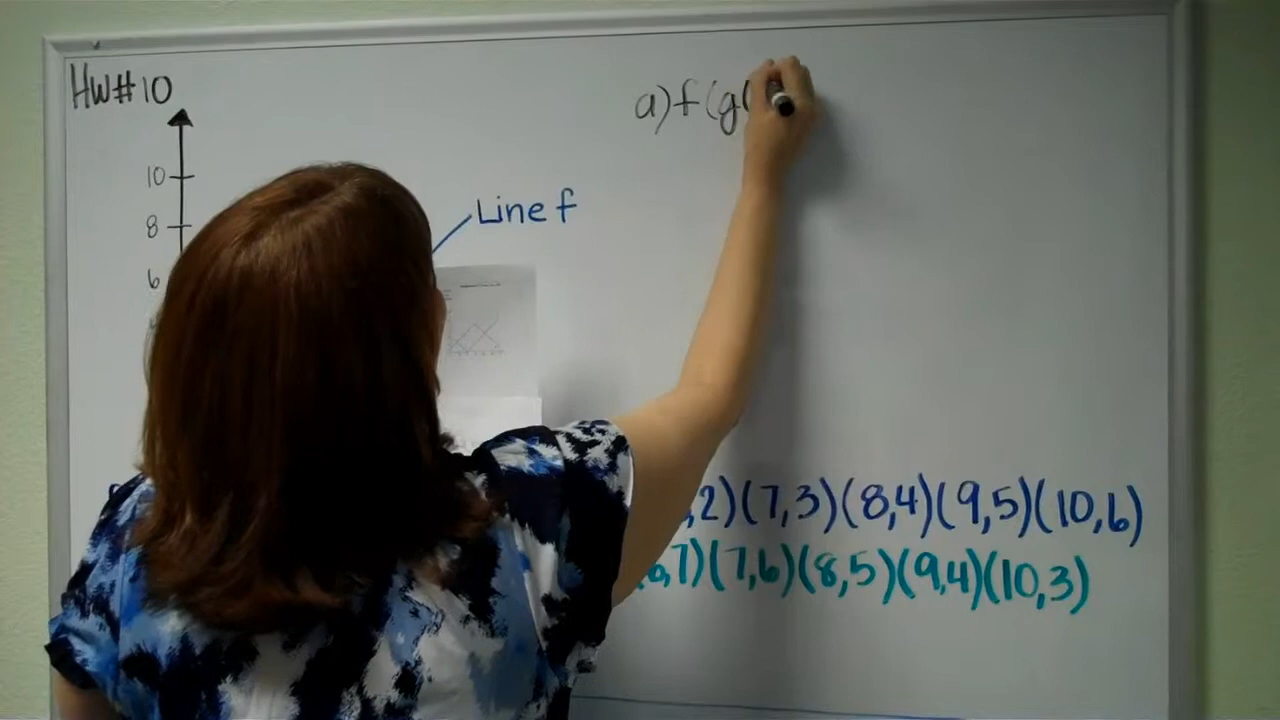 HW#10
a) f(g(
10
8
Line f
6
,2)(7,3)(8,4)(9,5)(10,6)
6,7)(7,6)(8,5)(9,4)(10,3)